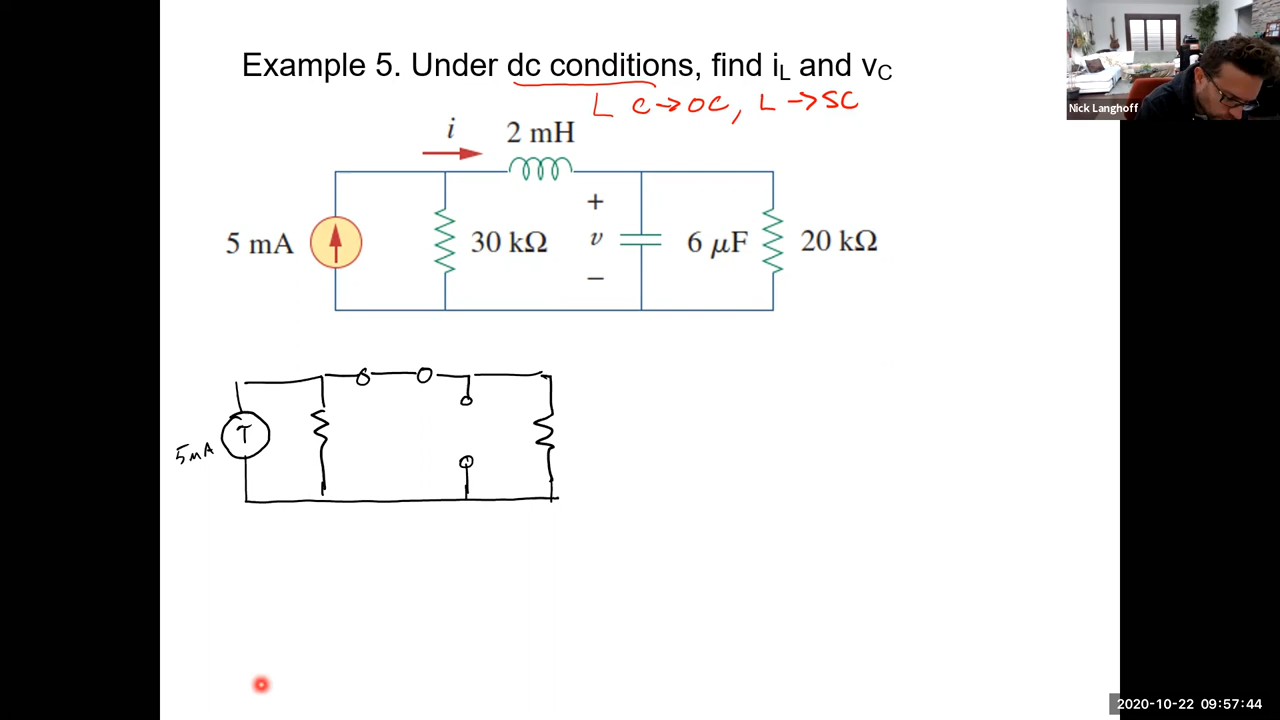 Example 5. Under dc conditions, find iL and vC
L C→OC, L→SC
i
2 mH
5 mA
30 kΩ
+
v
−
6 μF
20 kΩ
5mA
Nick Langhoff
2020-10-22 09:57:44